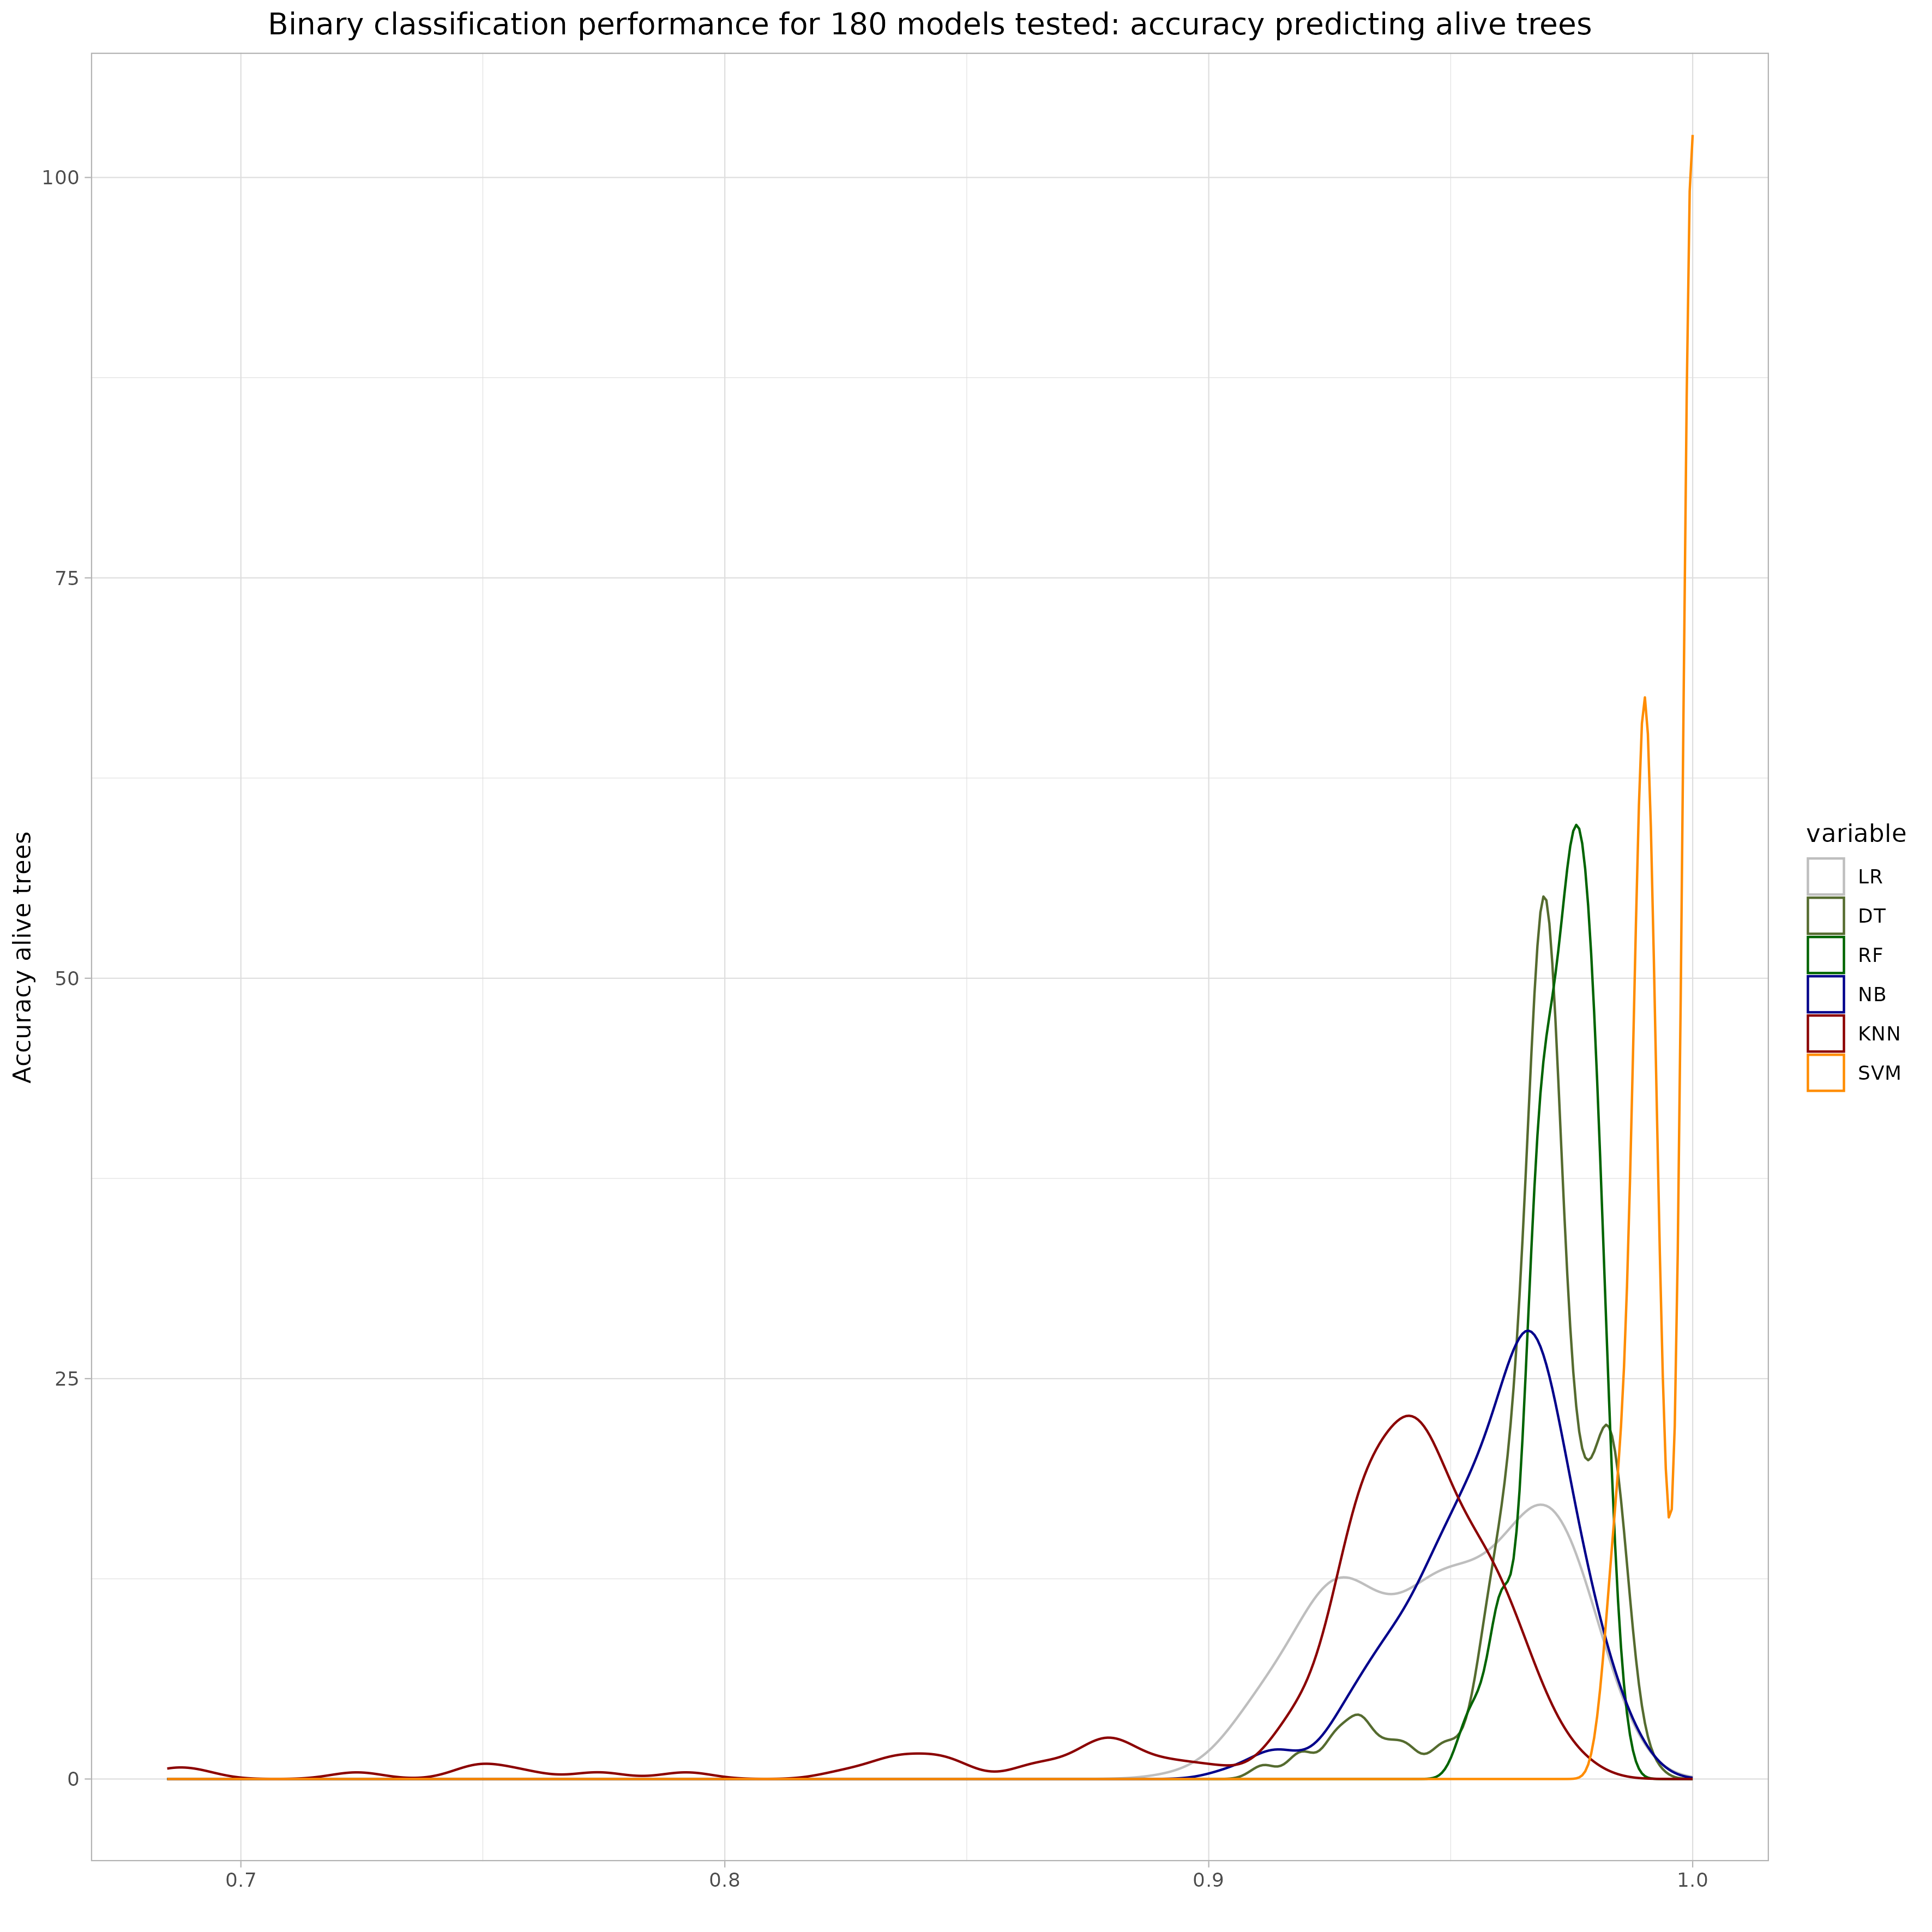 Binary classification performance for 180 models tested: accuracy predicting alive trees
Accuracy alive trees
100
75
50
25
0
0.7
0.8
0.9
1.0
variable
LR
DT
RF
NB
KNN
SVM